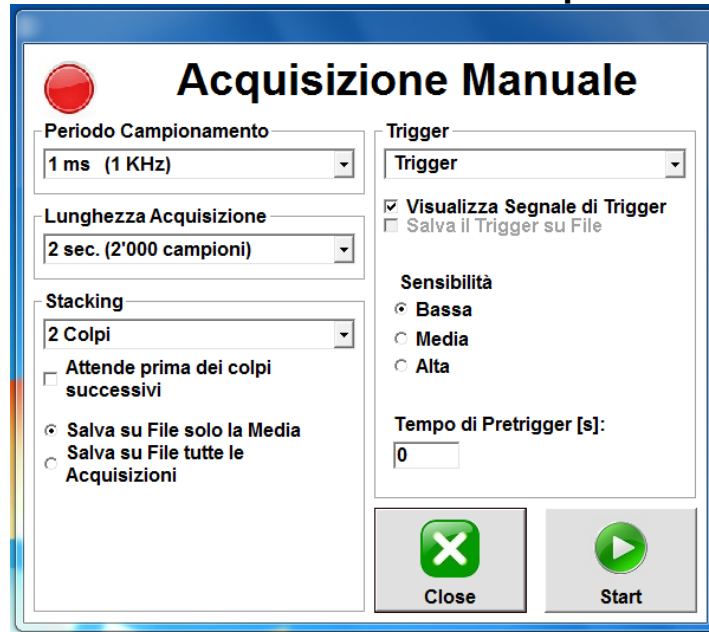 Acquisizione Manuale
Periodo Campionamento
1 ms (1 KHz)
Lunghezza Acquisizione
2 sec. (2'000 campioni)
Stacking
2 Colpi
Attende prima dei colpi
successivi
Salva su File solo la Media
Salva su File tutte le
Acquisizioni
Trigger
Trigger
Visualizza Segnale di Trigger
Salva il Trigger su File
Sensibilità
Bassa
Media
Alta
Tempo di Pretrigger [s]:
0
Close
Start